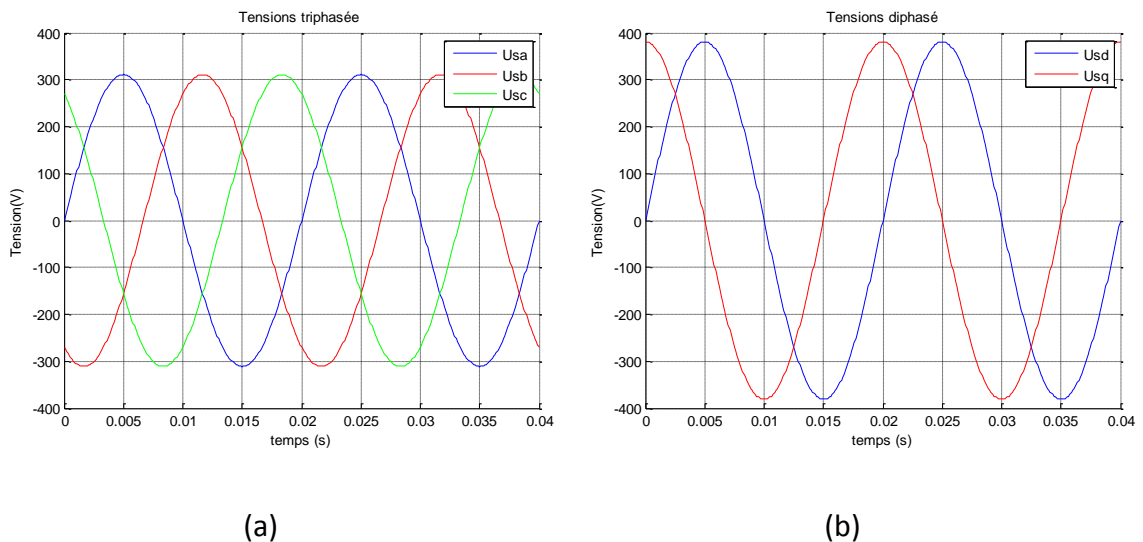 Tensions triphasée
Tension(V)
400
300
200
100
0
-100
-200
-300
-400
Usa
Usb
Usc
0 0.005 0.01 0.015 0.02 0.025 0.03 0.035 0.04
temps (s)
(a)
Tensions diphasé
Tension(V)
400
300
200
100
0
-100
-200
-300
-400
Usd
Usq
0 0.005 0.01 0.015 0.02 0.025 0.03 0.035 0.04
temps (s)
(b)